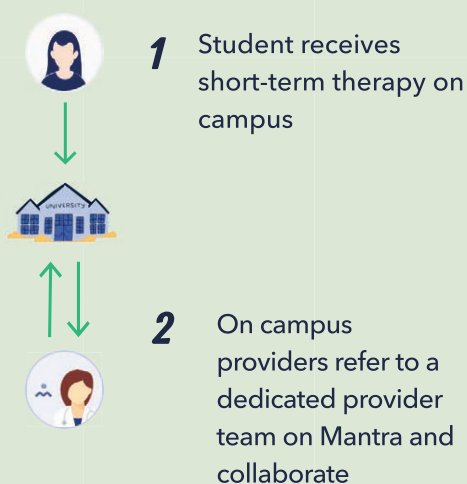 1
Student receives
short-term therapy on
campus
UNIVERSITY
2
On campus
providers refer to a
dedicated provider
team on Mantra and
collaborate